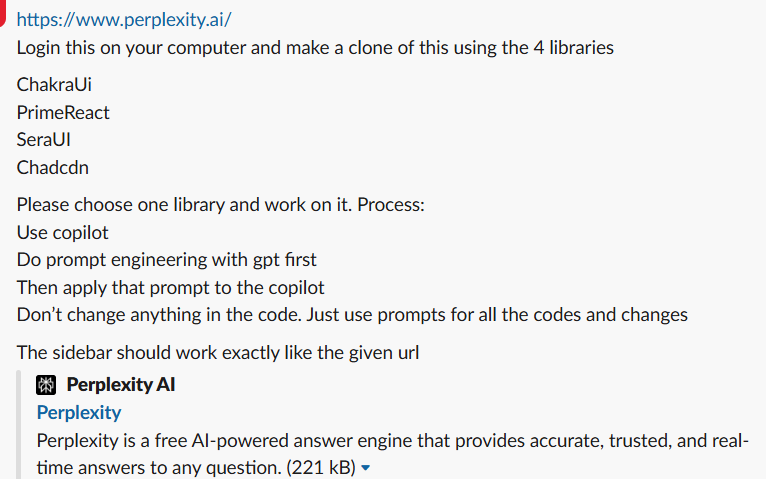 https://www.perplexity.ai/
Login this on your computer and make a clone of this using the 4 libraries
ChakraUi
PrimeReact
SeraUI
Chadcdn
Please choose one library and work on it. Process:
Use copilot
Do prompt engineering with gpt first
Then apply that prompt to the copilot
Don’t change anything in the code. Just use prompts for all the codes and changes
The sidebar should work exactly like the given url
Perplexity AI
Perplexity
Perplexity is a free AI-powered answer engine that provides accurate, trusted, and real-
time answers to any question. (221 kB)